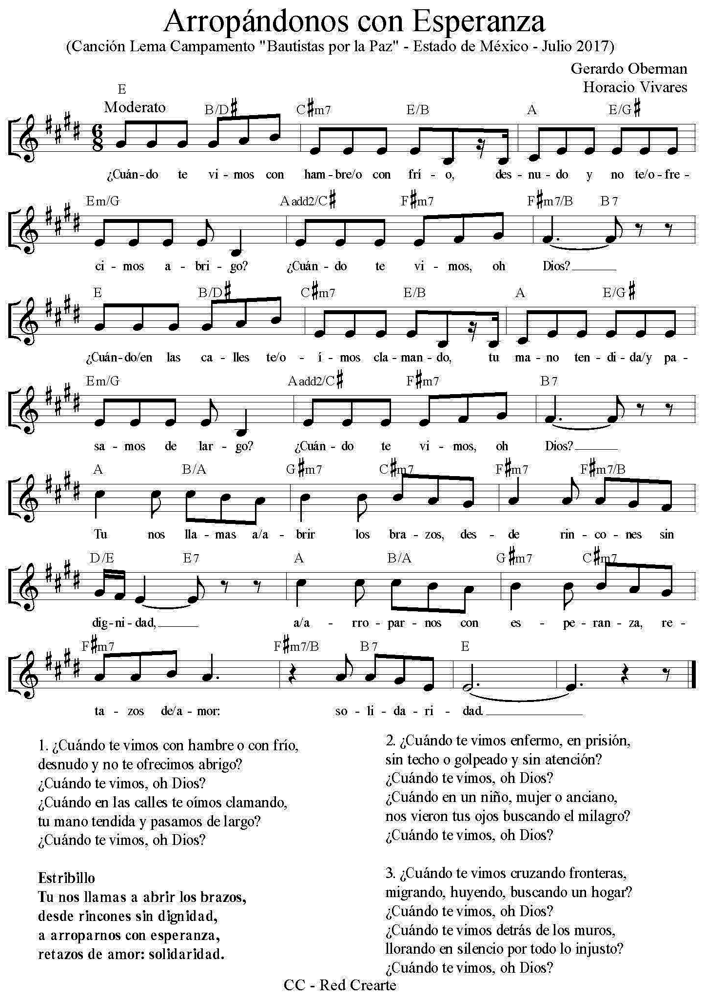 Arropándonos con Esperanza
(Canción Lema Campamento "Bautistas por la Paz" - Estado de México - Julio 2017)
Gerardo Oberman
Horacio Vivares
E
Moderato
B/D# C#m7 E/B A E/G#
6
8
¿Cuán-do te vi-mos con ham-bre/o con frí-o, des-nu-do y no te/o-fre-
Em/G Aadd2/C# F#m7 F#m7/B B7
ci-mos a-bri-go? ¿Cuán-do te vi-mos, oh Dios?
E B/D# C#m7 E/B A E/G#
¿Cuán-do/en las ca-lles te/o-í-mos cla-man-do, tu ma-no ten-di-da/y pa-
Em/G Aadd2/C# F#m7 B7
sa-mos de lar-go? ¿Cuán-do te vi-mos, oh Dios?
A B/A G#m7 C#m7 F#m7 F#m7/B
Tu nos lla-mas a/a-brir los bra-zos, des-de rin-co-nes sin
D/E E7 A B/A G#m7 C#m7
dig-ni-dad, a/a-rro-par-nos con es-pe-ran-za, re-
F#m7 F#m7/B B7 E
ta-zos de/a-mor: so-li-da-ri-dad.
1. ¿Cuándo te vimos con hambre o con frío,
desnudo y no te ofrecimos abrigo?
¿Cuándo te vimos, oh Dios?
¿Cuándo en las calles te oímos clamando,
tu mano tendida y pasamos de largo?
¿Cuándo te vimos, oh Dios?
Estribillo
Tu nos llamas a abrir los brazos,
desde rincones sin dignidad,
a arroparnos con esperanza,
retazos de amor: solidaridad.
2. ¿Cuándo te vimos enfermo, en prisión,
sin techo o golpeado y sin atención?
¿Cuándo te vimos, oh Dios?
¿Cuándo en un niño, mujer o anciano,
nos vieron tus ojos buscando el milagro?
¿Cuándo te vimos, oh Dios?
3. ¿Cuándo te vimos cruzando fronteras,
migrando, huyendo, buscando un hogar?
¿Cuándo te vimos, oh Dios?
¿Cuándo te vimos detrás de los muros,
llorando en silencio por todo lo injusto?
¿Cuándo te vimos, oh Dios?
CC - Red Crearte